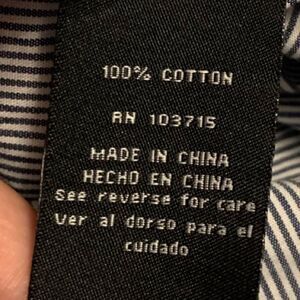 100% COTTON
RN 103715
MADE IN CHINA
HECHO EN CHINA
See reverse for care
Ver al dorso para el
cuidado